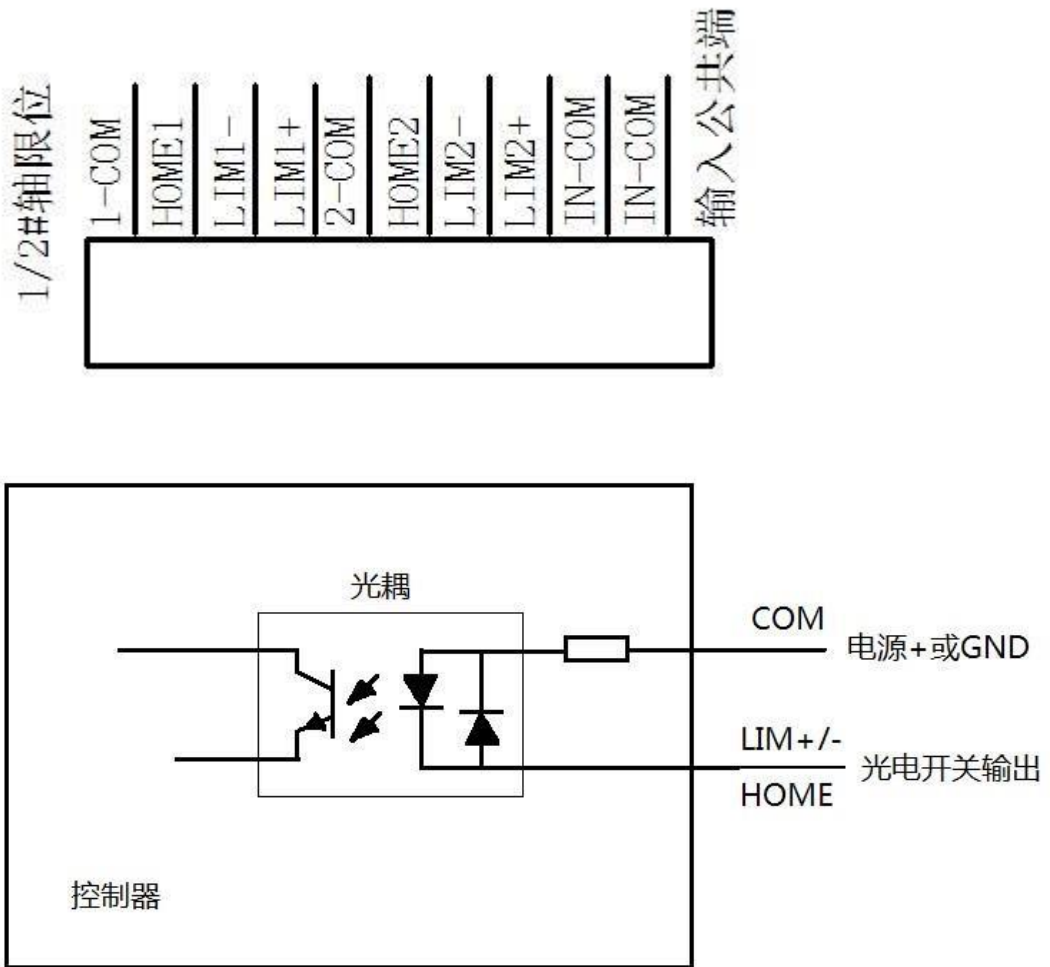 1/2#轴限位
1-COM
HOME1
LIM1-
LIM1+
2-COM
HOME2
LIM2-
LIM2+
IN-COM
IN-COM
输入公共端
光耦
COM
电源+或GND
LIM+/-
光电开关输出
HOME
控制器